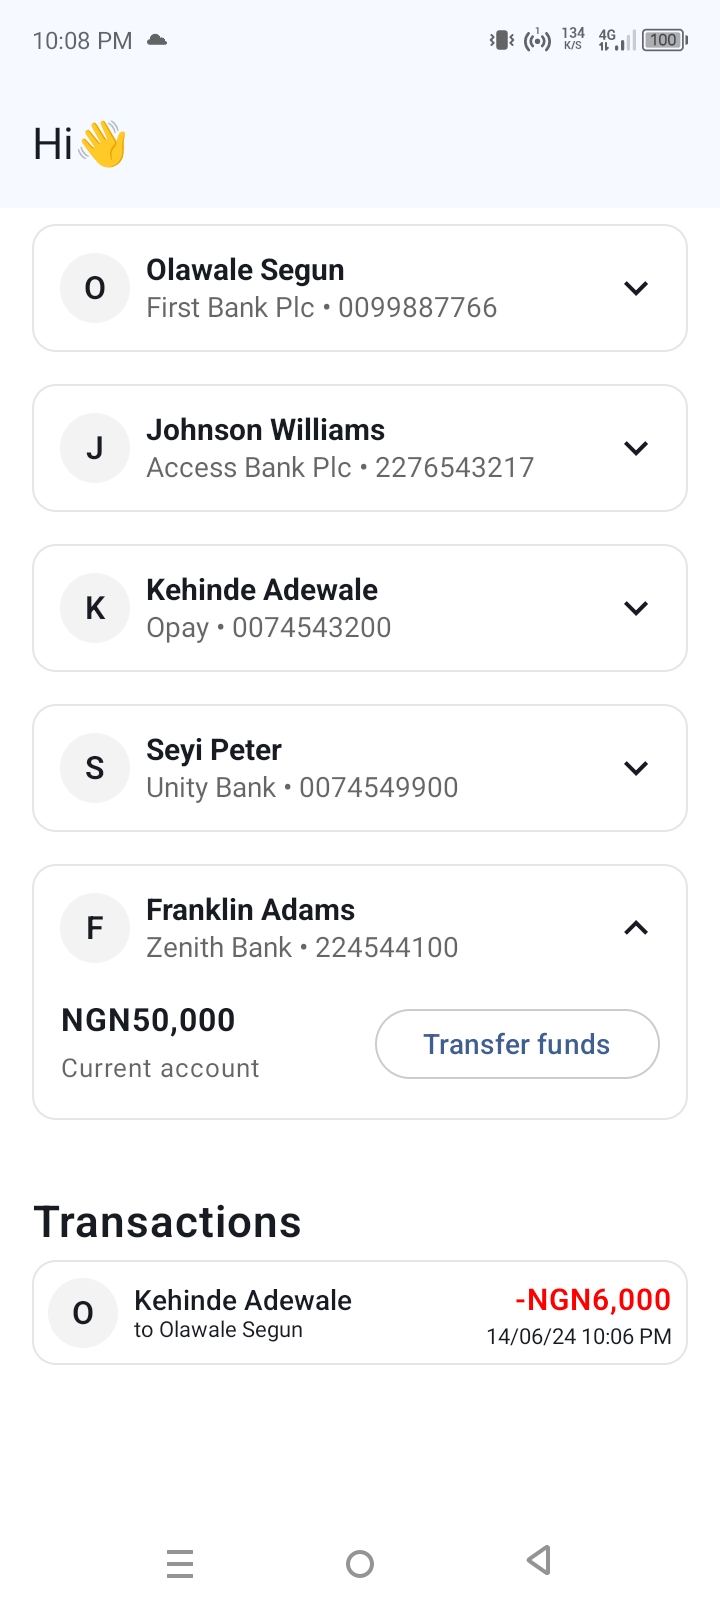 10:08 PM
1
134
K/S
4G
100
Hi👋
O
Olawale Segun
First Bank Plc • 0099887766
J
Johnson Williams
Access Bank Plc • 2276543217
K
Kehinde Adewale
Opay • 0074543200
S
Seyi Peter
Unity Bank • 0074549900
F
Franklin Adams
Zenith Bank • 224544100
NGN50,000
Current account
Transfer funds
Transactions
O
Kehinde Adewale
to Olawale Segun
-NGN6,000
14/06/24 10:06 PM